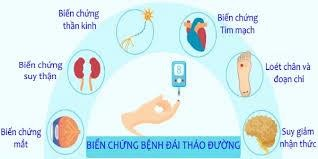 Biến chứng
thần kinh
Biến chứng
Tim mạch
Biến chứng
suy thận
Loét chân và
đoạn chi
Biến chứng
mắt
Suy giảm
nhận thức
8
BIẾN CHỨNG BỆNH ĐÁI THÁO ĐƯỜNG